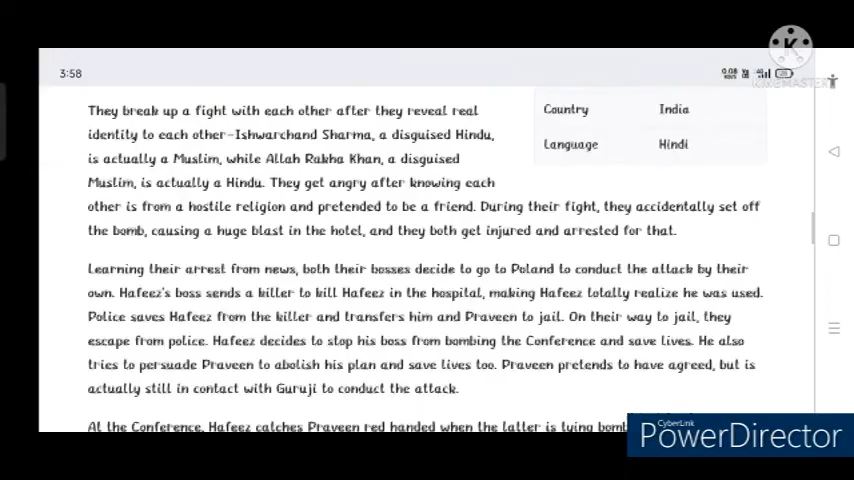 3:58
KINEMASTER
They break up a fight with each other after they reveal real
identity to each other-Ishwarchand Sharma, a disguised Hindu,
is actually a Muslim, while Allah Rakha Khan, a disguised
Muslim, is actually a Hindu. They get angry after knowing each
other is from a hostile religion and pretended to be a friend. During their fight, they accidentally set off
the bomb, causing a huge blast in the hotel, and they both get injured and arrested for that.
Country India
Language Hindi
Learning their arrest from news, both their bosses decide to go to Poland to conduct the attack by their
own. Hafeez's boss sends a killer to kill Hafeez in the hospital, making Hafeez totally realize he was used.
Police saves Hafeez from the killer and transfers him and Praveen to jail. On their way to jail, they
escape from police. Hafeez decides to stop his boss from bombing the Conference and save lives. He also
tries to persuade Praveen to abolish his plan and save lives too. Praveen pretends to have agreed, but is
actually still in contact with Guruji to conduct the attack.
At the Conference, Hafeez catches Praveen red handed when the latter is tying bomb
CyberLink
PowerDirector